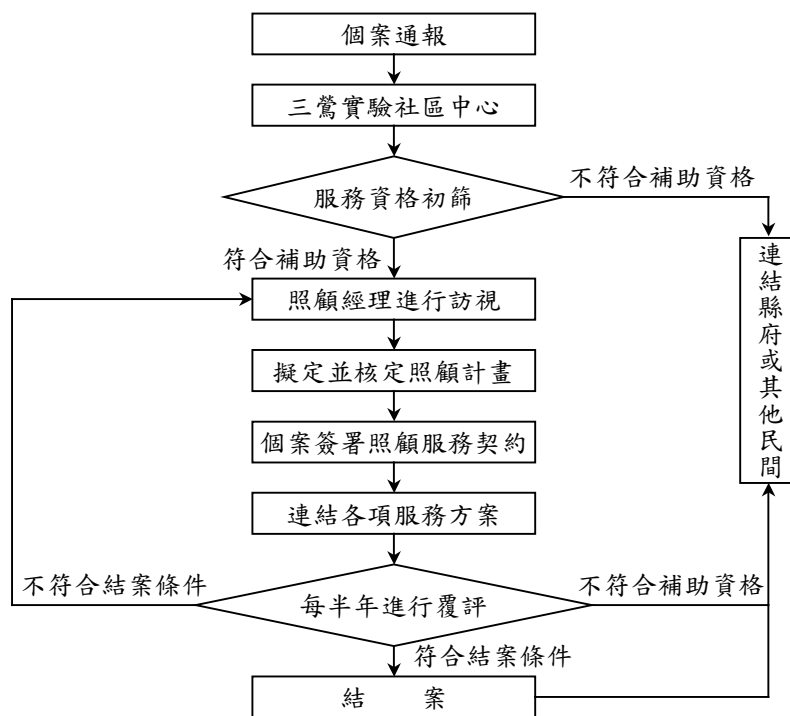 個案通報
三鶯實驗社區中心
服務資格初篩
不符合補助資格
符合補助資格
連結縣府或其他民間
照顧經理進行訪視
擬定並核定照顧計畫
個案簽署照顧服務契約
連結各項服務方案
不符合結案條件
每半年進行覆評
不符合補助資格
符合結案條件
結　　案